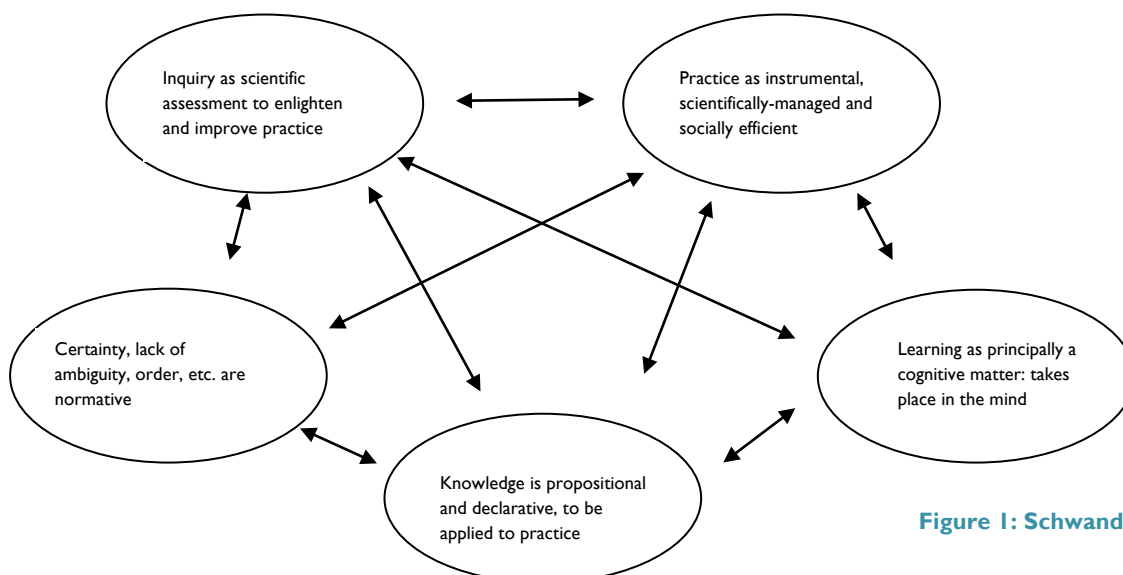 Inquiry as scientific
assessment to enlighten
and improve practice
Practice as instrumental,
scientifically-managed and
socially efficient
Certainty, lack of
ambiguity, order, etc. are
normative
Learning as principally a
cognitive matter: takes
place in the mind
Knowledge is propositional
and declarative, to be
applied to practice
Figure 1: Schwand